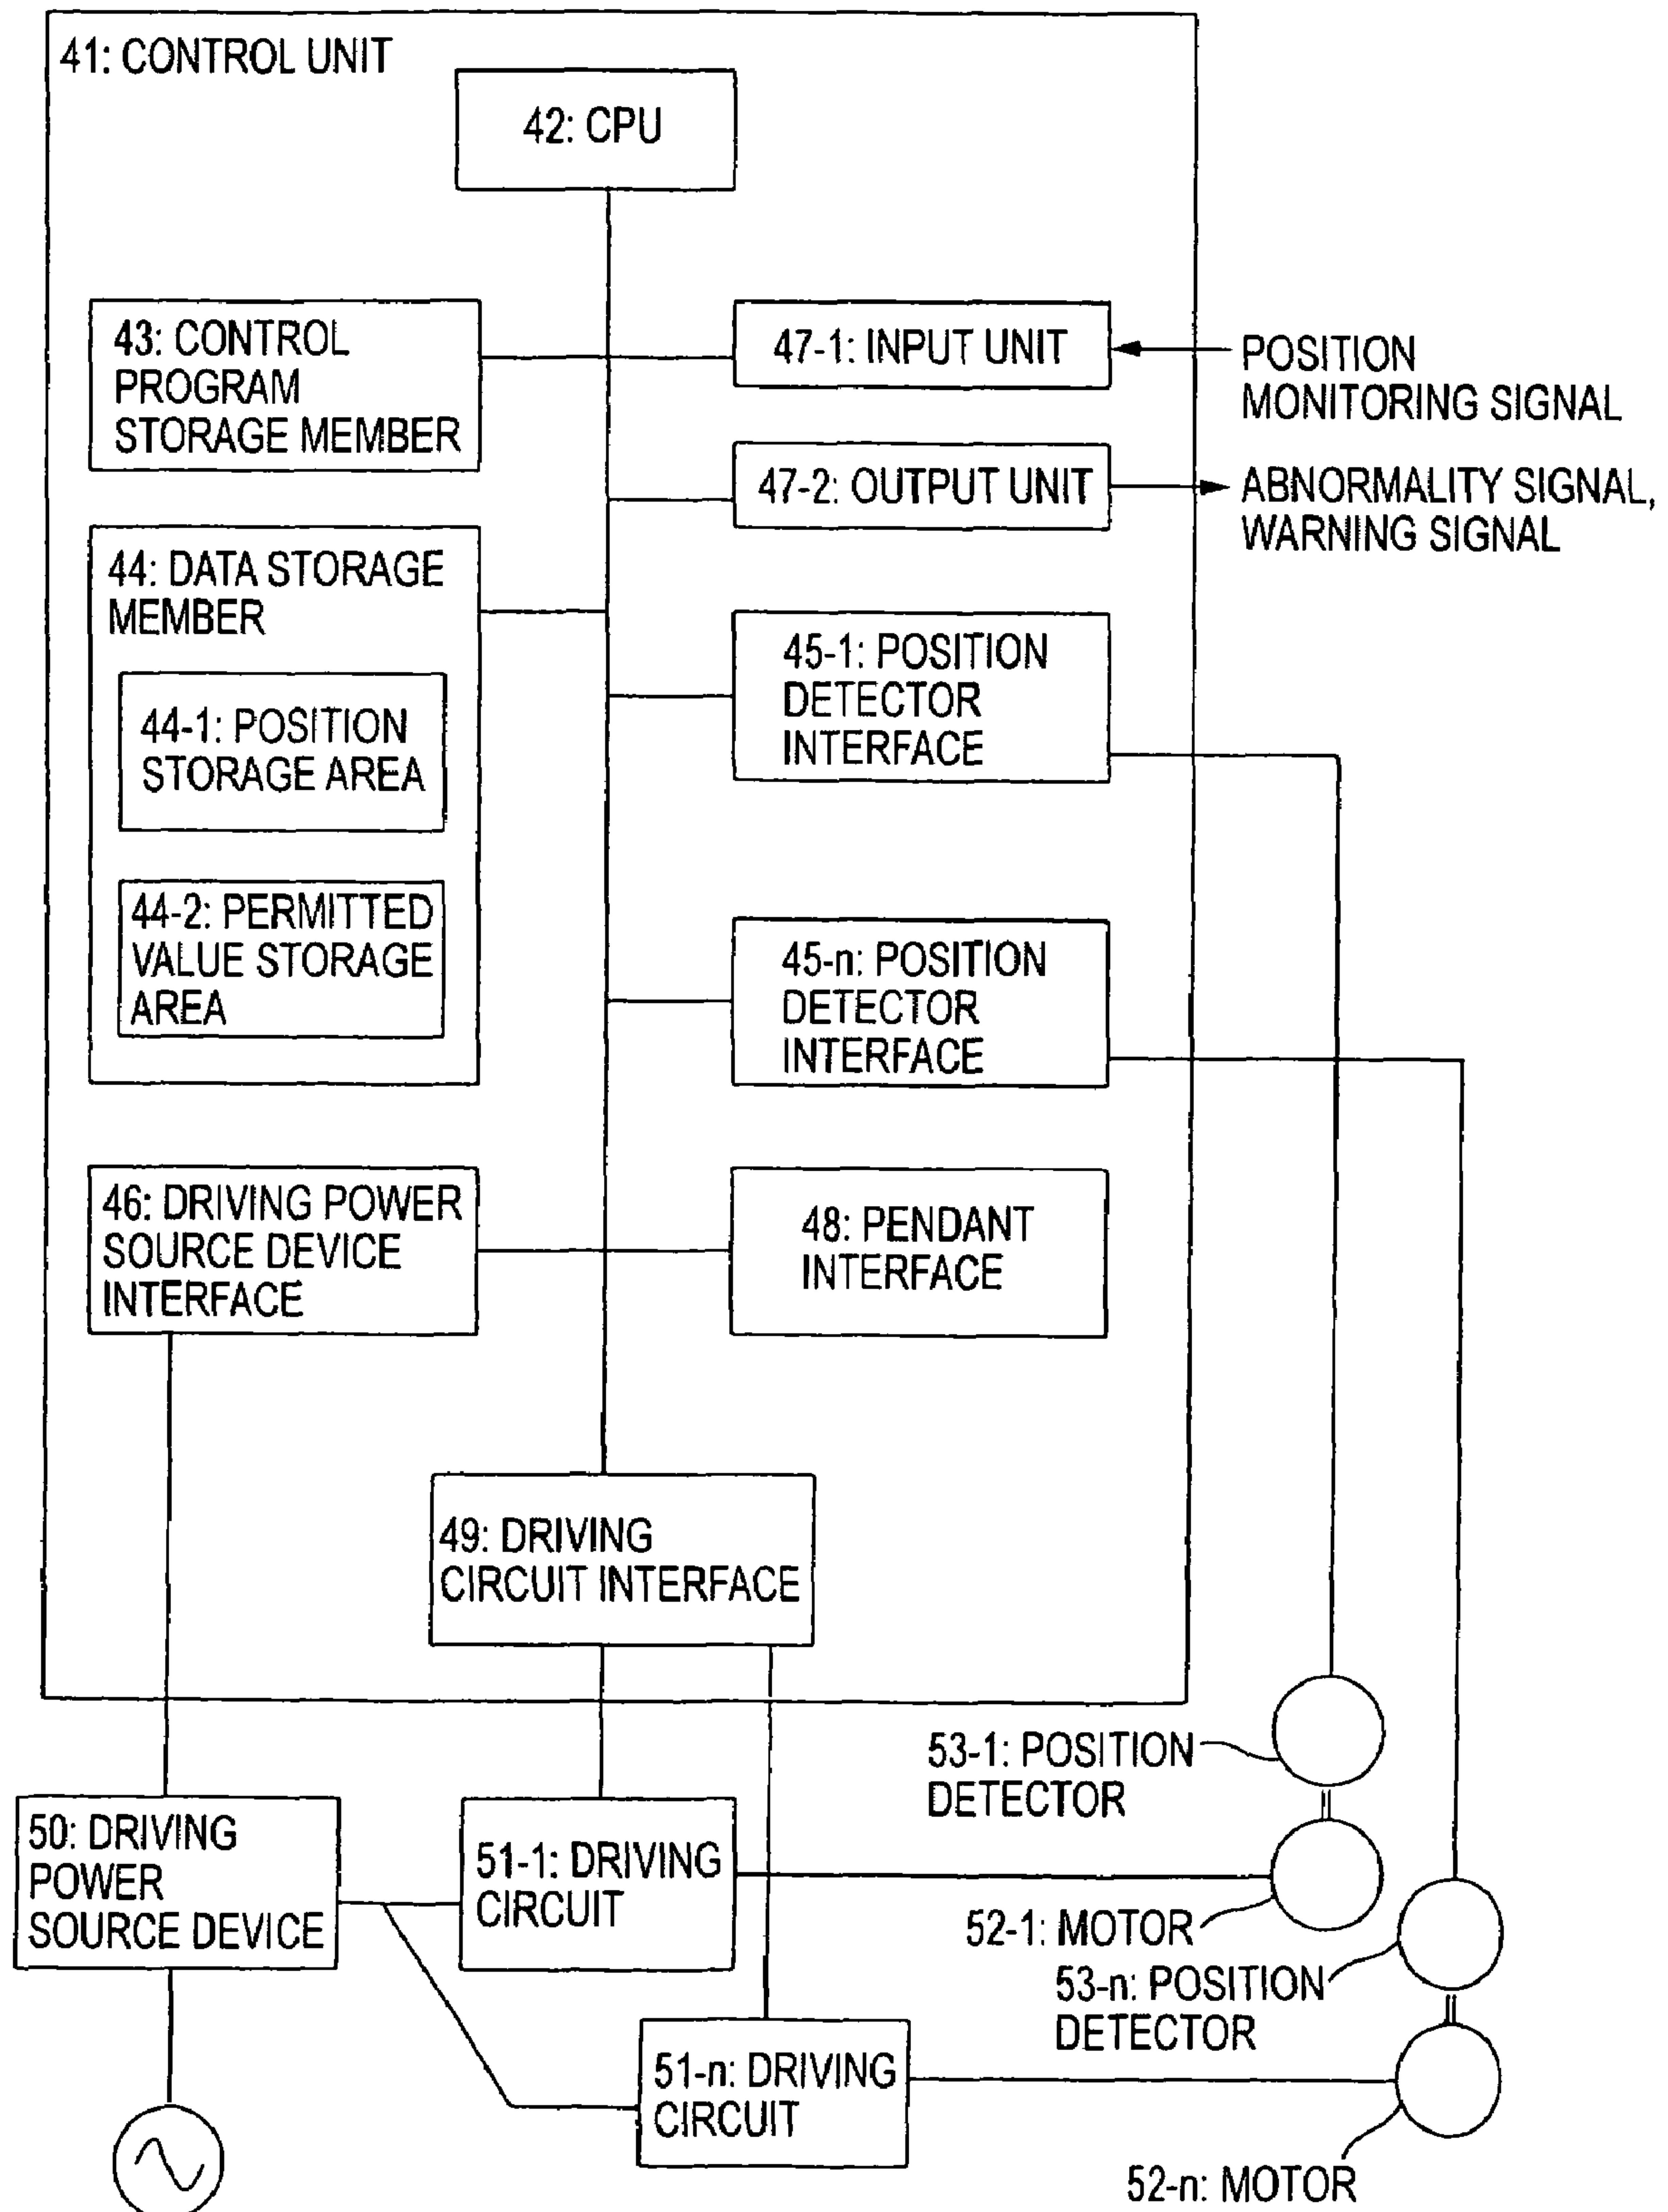 41: CONTROL UNIT
42: CPU
43: CONTROL
PROGRAM
STORAGE MEMBER
47-1: INPUT UNIT
POSITION
MONITORING SIGNAL
47-2: OUTPUT UNIT
ABNORMALITY SIGNAL,
WARNING SIGNAL
44: DATA STORAGE
MEMBER
44-1: POSITION
STORAGE AREA
44-2: PERMITTED
VALUE STORAGE
AREA
45-1: POSITION
DETECTOR
INTERFACE
45-n: POSITION
DETECTOR
INTERFACE
46: DRIVING POWER
SOURCE DEVICE
INTERFACE
48: PENDANT
INTERFACE
49: DRIVING
CIRCUIT INTERFACE
53-1: POSITION
DETECTOR
50: DRIVING
POWER
SOURCE DEVICE
51-1: DRIVING
CIRCUIT
52-1: MOTOR
53-n: POSITION
DETECTOR
51-n: DRIVING
CIRCUIT
52-n: MOTOR